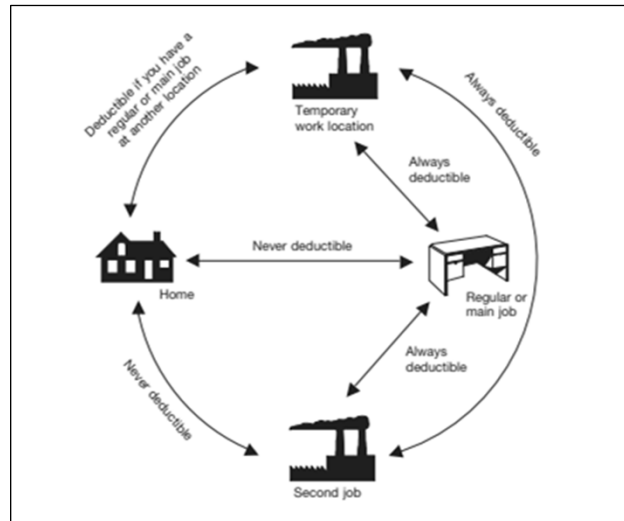 Deductible if you have a
regular or main job
at another location
Temporary
work location
Always deductible
Always
deductible
Never deductible
Home
Regular or
main job
Always
deductible
Never deductible
Second job